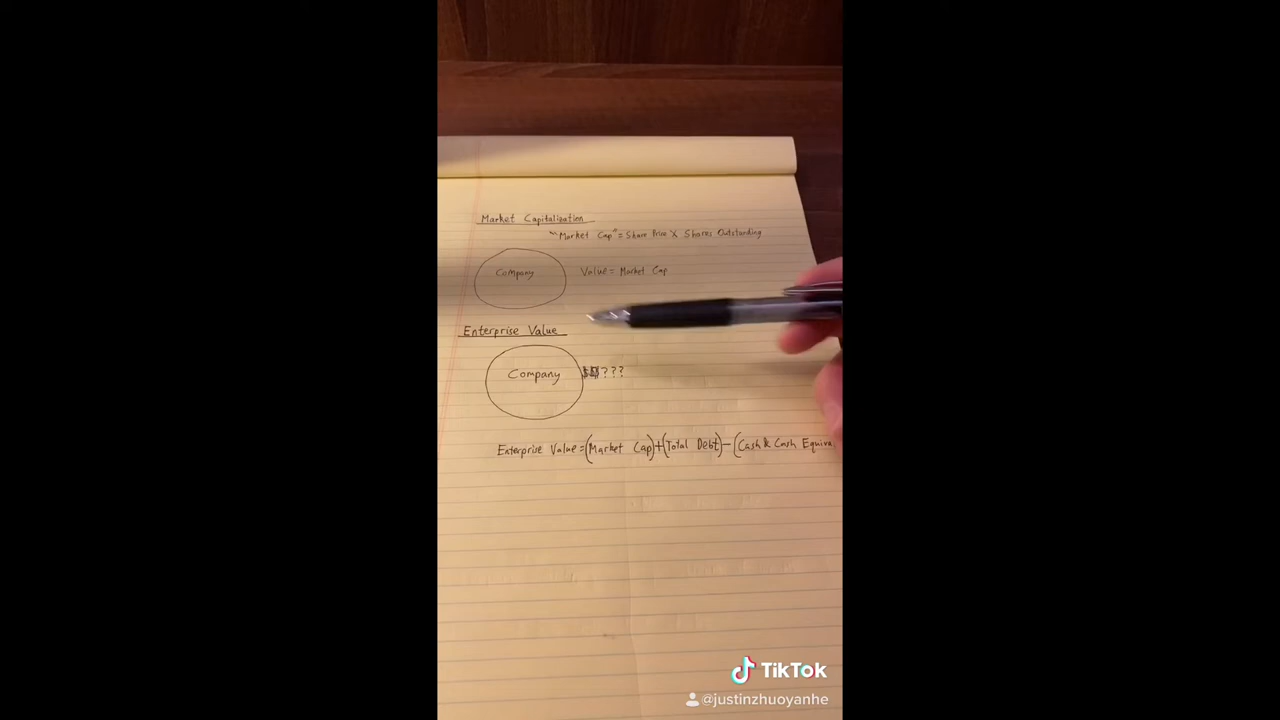 Market Capitalization
"Market Cap" = Share Price X Shares Outstanding
Company
Value = Market Cap
Enterprise Value
Company
???
Enterprise Value = (Market Cap) + (Total Debt) - (Cash & Cash Equiva
TikTok
@justinzhuoyanhe